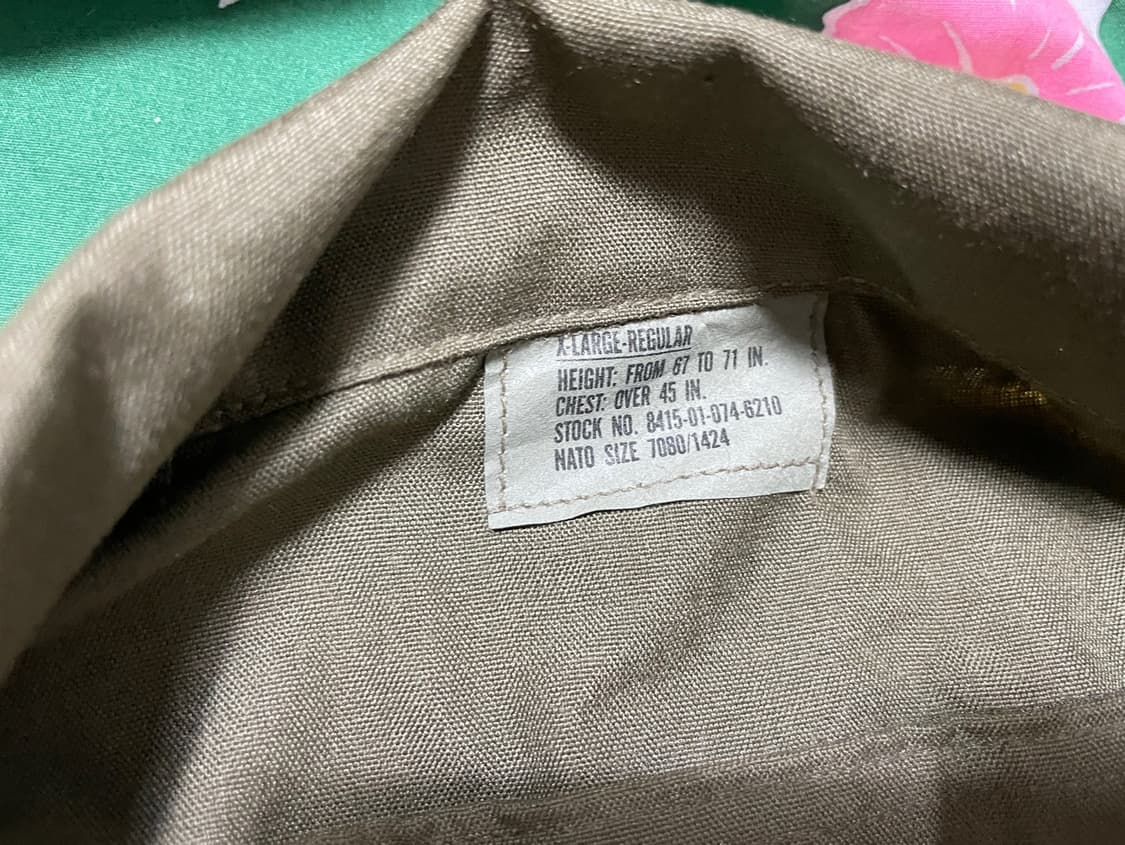 X-LARGE-REGULAR
HEIGHT: FROM 67 TO 71 IN.
CHEST: OVER 45 IN.
STOCK NO. 8415-01-074-6210
NATO SIZE 7080/1424